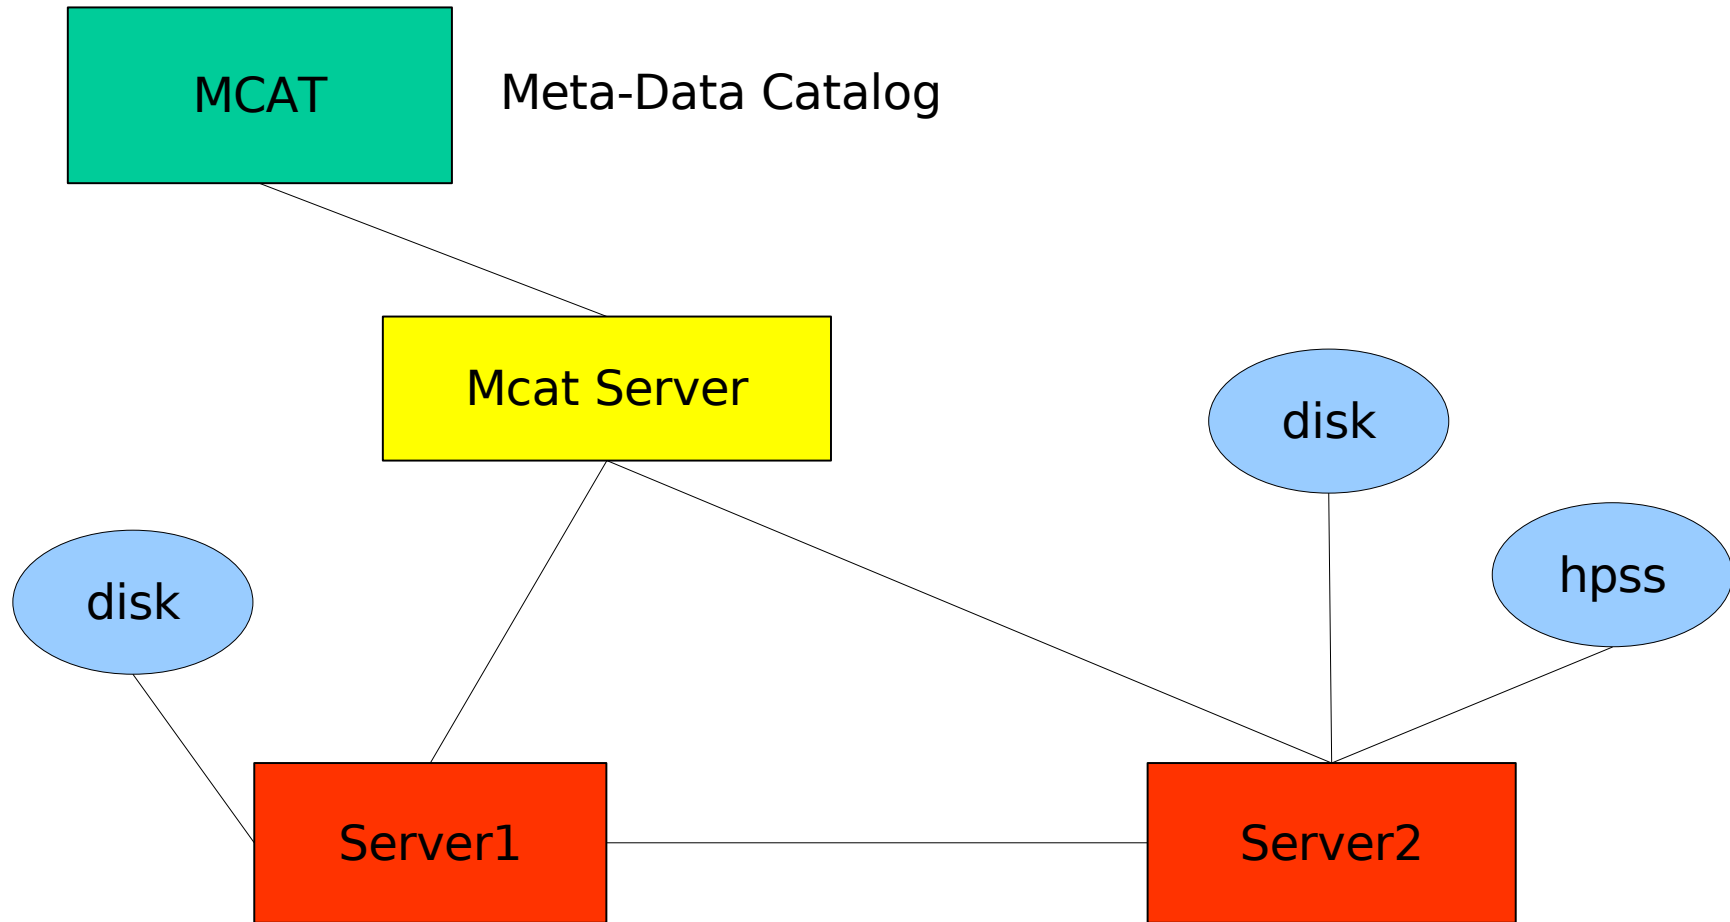 MCAT
Meta-Data Catalog
Mcat Server
disk
disk
hpss
Server1
Server2